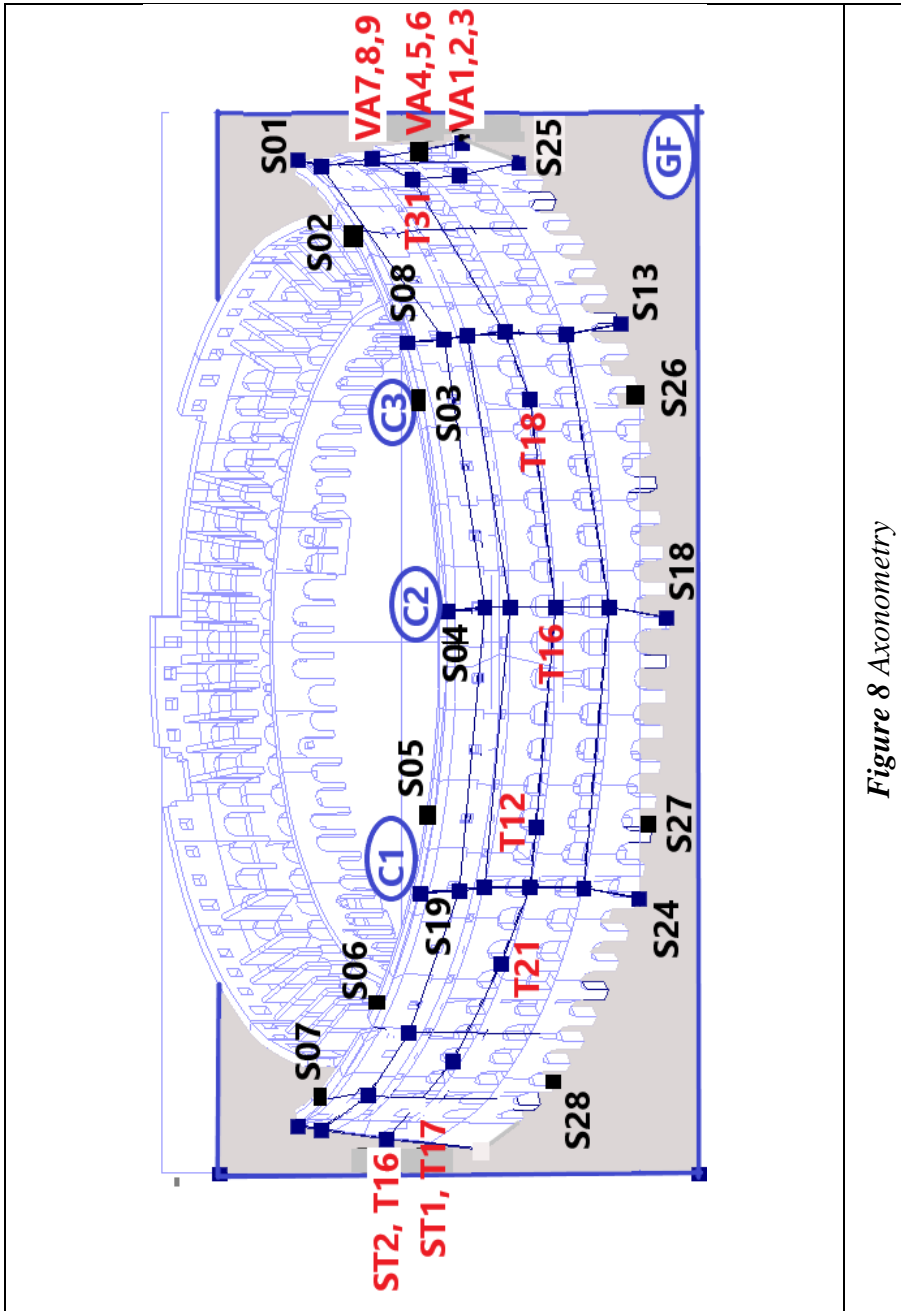 VA7,8,9
VA4,5,6
VA1,2,3
S01
S25
GF
S02
T31
S08
S13
C3
S03
T18
S26
C2
S04
T16
S18
S05
T12
S27
C1
S19
S24
S06
T21
S07
S28
ST2, T16
ST1, T17
Figure 8 Axonometry